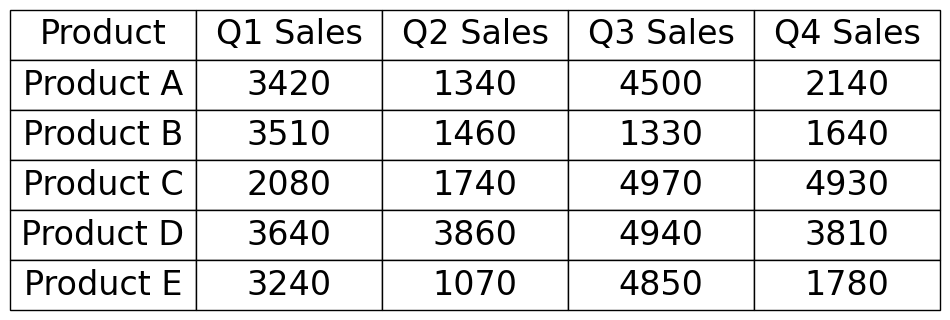 Product Q1 Sales Q2 Sales Q3 Sales Q4 Sales
Product A 3420 1340 4500 2140
Product B 3510 1460 1330 1640
Product C 2080 1740 4970 4930
Product D 3640 3860 4940 3810
Product E 3240 1070 4850 1780